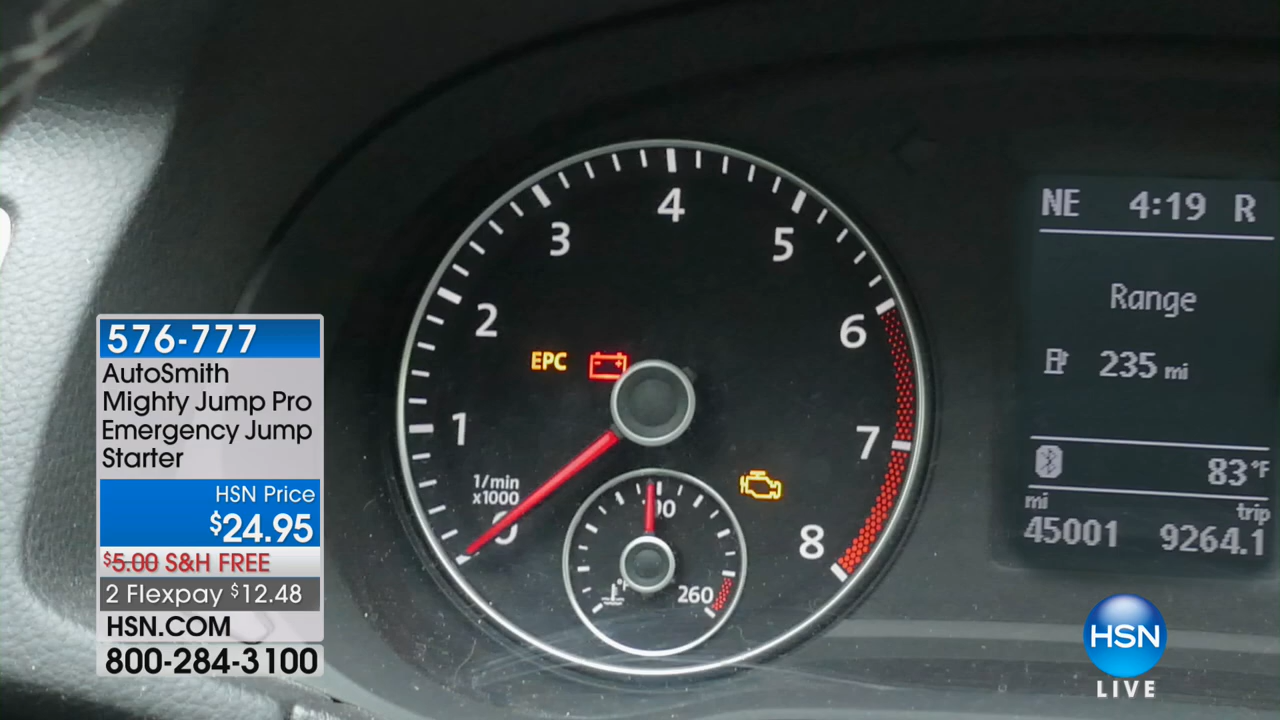 576-777
AutoSmith
Mighty Jump Pro
Emergency Jump
Starter
HSN Price
$24.95
$5.00 S&H FREE
2 Flexpay $12.48
HSN.COM
800-284-3100
4
3
5
2
6
EPC
1
7
1/min
x1000
0
8
260
NE 4:19 R
Range
235 mi
83°F
mi
trip
45001 9264.1
HSN
LIVE